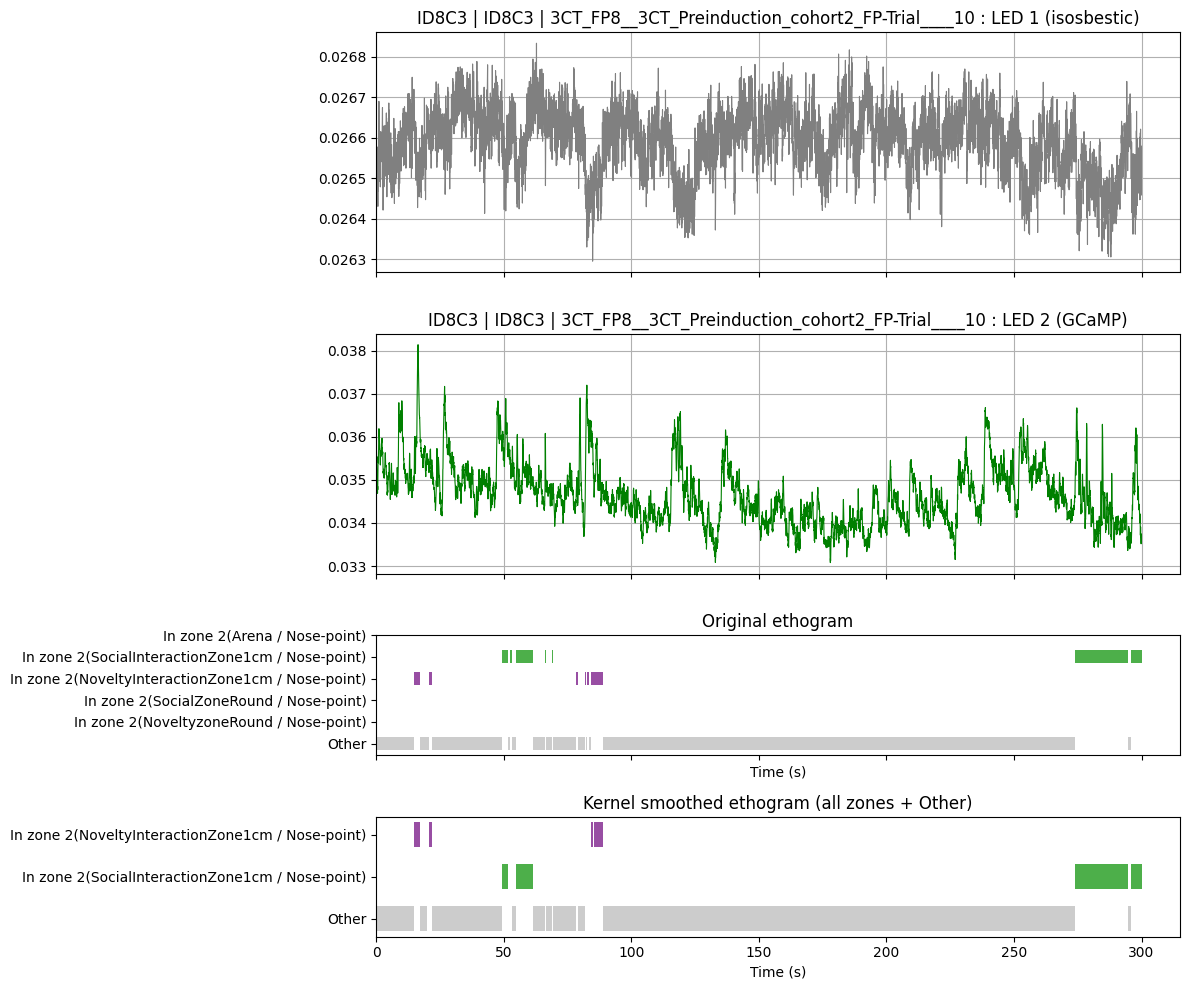 ID8C3 | ID8C3 | 3CT_FP8__3CT_Preinduction_cohort2_FP-Trial____10 : LED 1 (isosbestic)
0.0268
0.0267
0.0266
0.0265
0.0264
0.0263
ID8C3 | ID8C3 | 3CT_FP8__3CT_Preinduction_cohort2_FP-Trial____10 : LED 2 (GCaMP)
0.038
0.037
0.036
0.035
0.034
0.033
Original ethogram
In zone 2(Arena / Nose-point)
In zone 2(SocialInteractionZone1cm / Nose-point)
In zone 2(NoveltyInteractionZone1cm / Nose-point)
In zone 2(SocialZoneRound / Nose-point)
In zone 2(NoveltyzoneRound / Nose-point)
Other
Time (s)
Kernel smoothed ethogram (all zones + Other)
In zone 2(NoveltyInteractionZone1cm / Nose-point)
In zone 2(SocialInteractionZone1cm / Nose-point)
Other
0 50 100 150 200 250 300
Time (s)